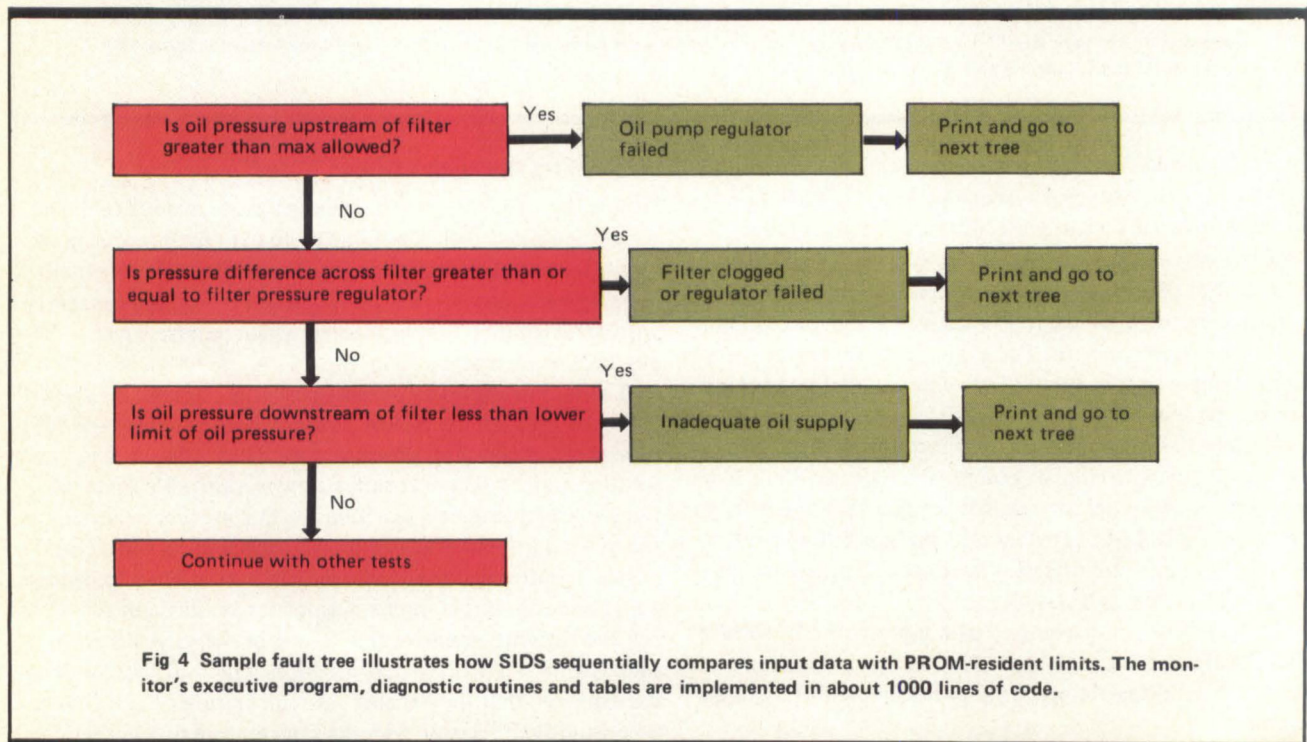 Is oil pressure upstream of filter
greater than max allowed?
Yes
Oil pump regulator
failed
Print and go to
next tree
No
Is pressure difference across filter greater than or
equal to filter pressure regulator?
Yes
Filter clogged
or regulator failed
Print and go to
next tree
No
Is oil pressure downstream of filter less than lower
limit of oil pressure?
Yes
Inadequate oil supply
Print and go to
next tree
No
Continue with other tests
Fig 4 Sample fault tree illustrates how SIDS sequentially compares input data with PROM-resident limits. The mon-
itor's executive program, diagnostic routines and tables are implemented in about 1000 lines of code.